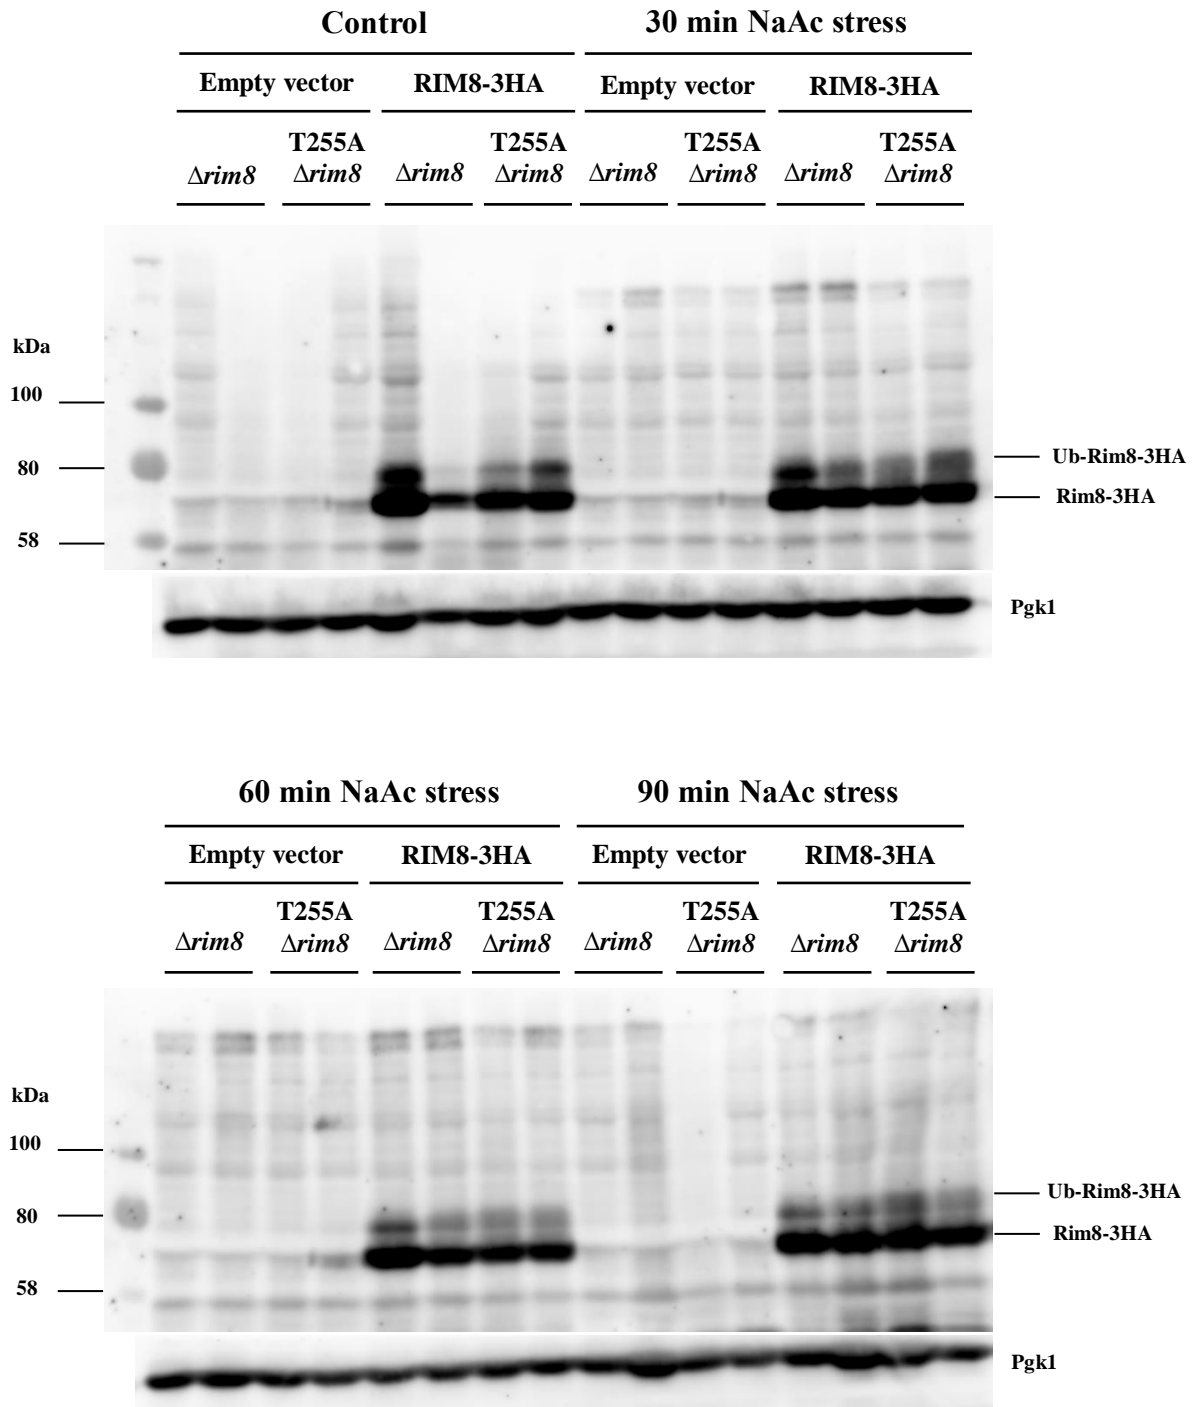 Control 30 min NaAc stress
Empty vector RIM8-3HA Empty vector RIM8-3HA
T255A T255A T255A T255A
Δrim8 Δrim8 Δrim8 Δrim8 Δrim8 Δrim8 Δrim8 Δrim8
kDa
100
80
58
Ub-Rim8-3HA
Rim8-3HA
Pgk1
60 min NaAc stress 90 min NaAc stress
Empty vector RIM8-3HA Empty vector RIM8-3HA
T255A T255A T255A T255A
Δrim8 Δrim8 Δrim8 Δrim8 Δrim8 Δrim8 Δrim8 Δrim8
kDa
100
80
58
Ub-Rim8-3HA
Rim8-3HA
Pgk1